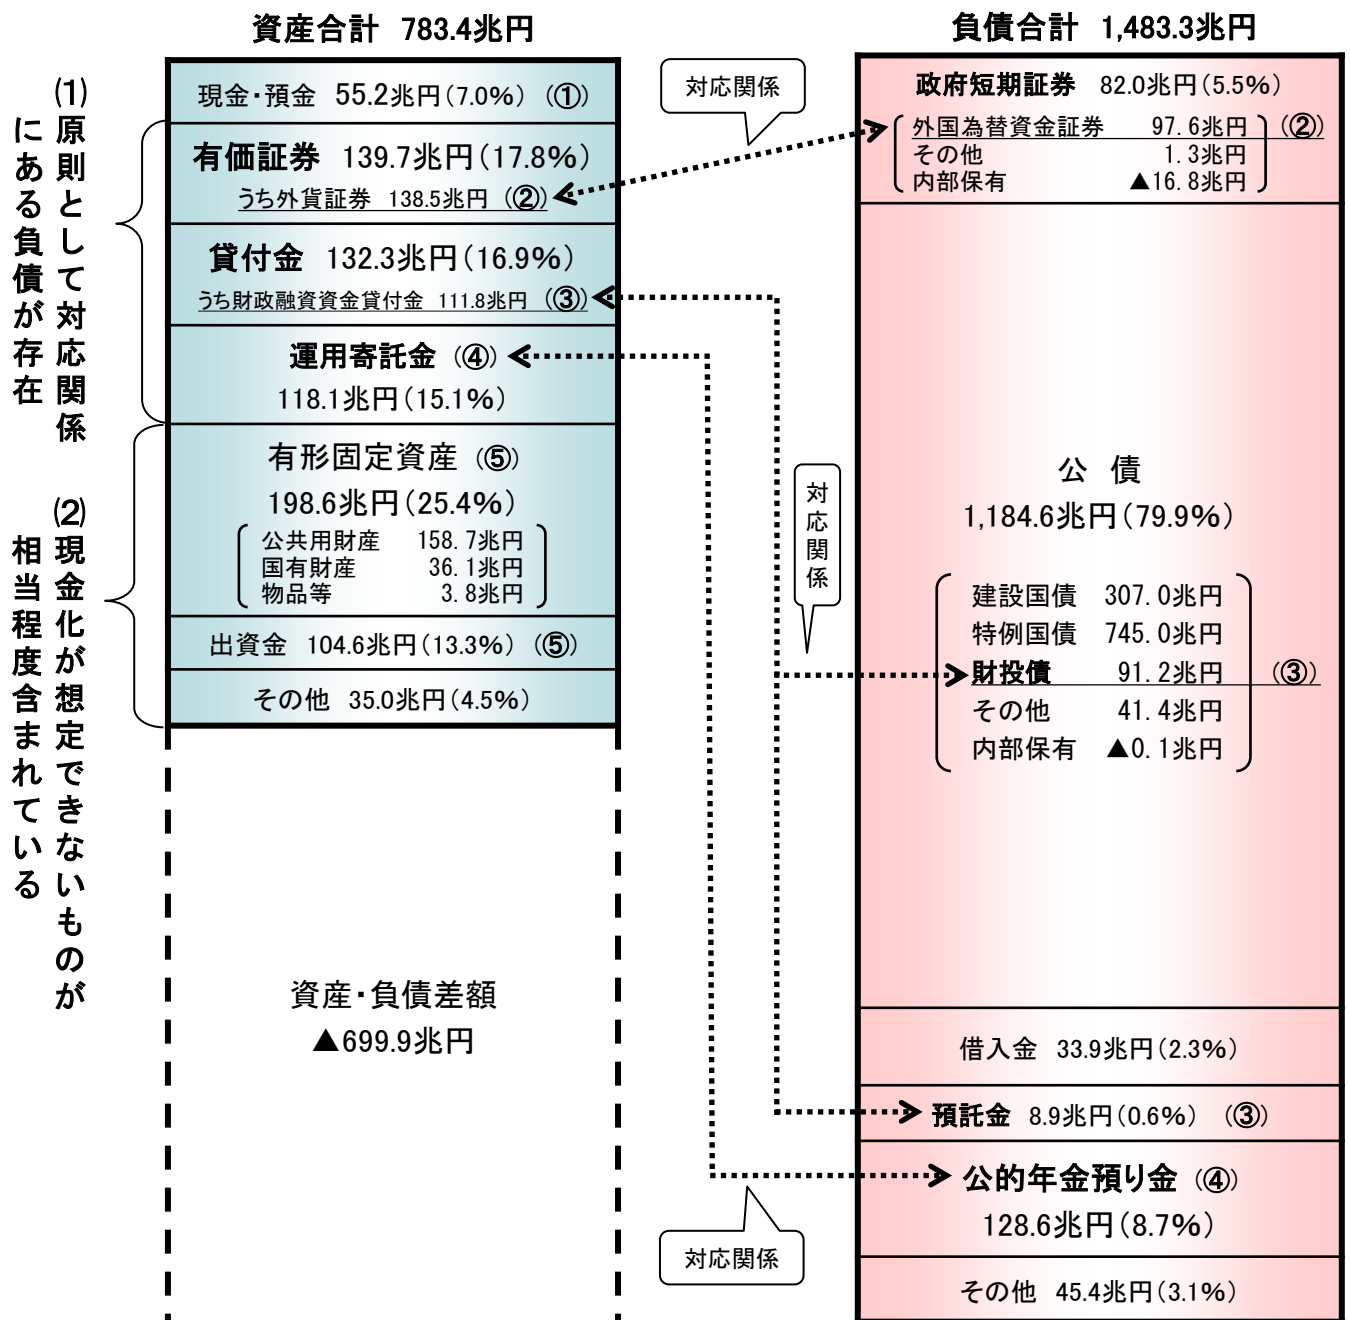 資産合計 783.4兆円
現金・預金 55.2兆円(7.0%) (①)
有価証券 139.7兆円(17.8%)
うち外貨証券 138.5兆円 (②)
貸付金 132.3兆円(16.9%)
うち財政融資資金貸付金 111.8兆円 (③)
運用寄託金 (④)
118.1兆円(15.1%)
有形固定資産 (⑤)
198.6兆円(25.4%)
公共用財産 158.7兆円
国有財産 36.1兆円
物品等 3.8兆円
出資金 104.6兆円(13.3%) (⑤)
その他 35.0兆円(4.5%)
資産・負債差額
▲699.9兆円
(1)原則として対応関係
にある負債が存在
(2)現金化が想定できないものが
相当程度含まれている
対応関係
対応関係
対応関係
負債合計 1,483.3兆円
政府短期証券 82.0兆円(5.5%)
外国為替資金証券 97.6兆円 (②)
その他 1.3兆円
内部保有 ▲16.8兆円
公 債
1,184.6兆円(79.9%)
建設国債 307.0兆円
特例国債 745.0兆円
財投債 91.2兆円 (③)
その他 41.4兆円
内部保有 ▲0.1兆円
借入金 33.9兆円(2.3%)
預託金 8.9兆円(0.6%) (③)
公的年金預り金 (④)
128.6兆円(8.7%)
その他 45.4兆円(3.1%)